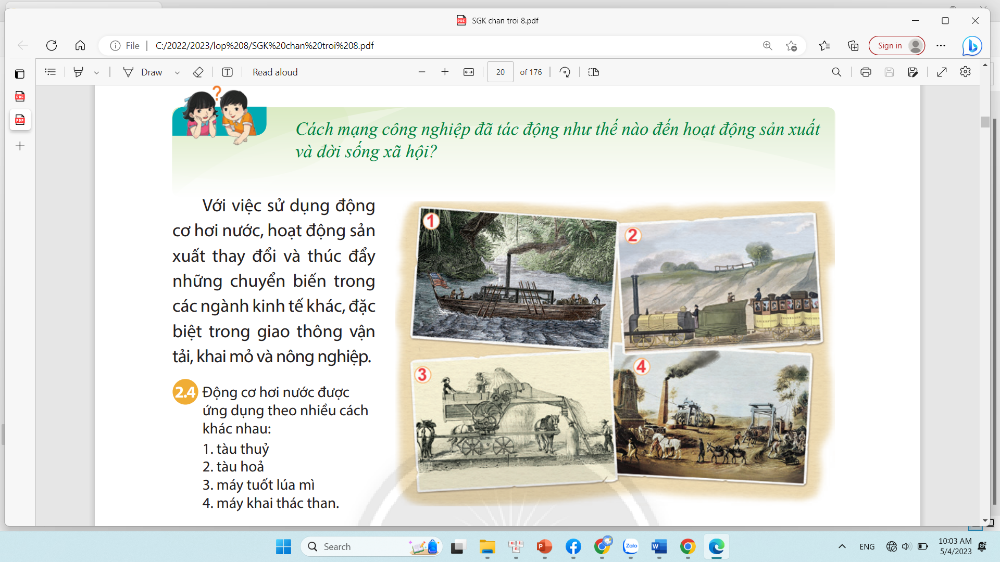 SGK chan troi 8.pdf
File
C:/2022/2023/lop%208/SGK%20chan%20troi%208.pdf
Sign in
Draw
Read aloud
20
of 176
?
Cách mạng công nghiệp đã tác động như thế nào đến hoạt động sản xuất
và đời sống xã hội?
Với việc sử dụng động
cơ hơi nước, hoạt động sản
xuất thay đổi và thúc đẩy
những chuyển biến trong
các ngành kinh tế khác, đặc
biệt trong giao thông vận
tải, khai mỏ và nông nghiệp.
2.4 Động cơ hơi nước được
ứng dụng theo nhiều cách
khác nhau:
1. tàu thuỷ
2. tàu hoả
3. máy tuốt lúa mì
4. máy khai thác than.
1
2
3
4
Search
Zalo
ENG
10:03 AM
5/4/2023